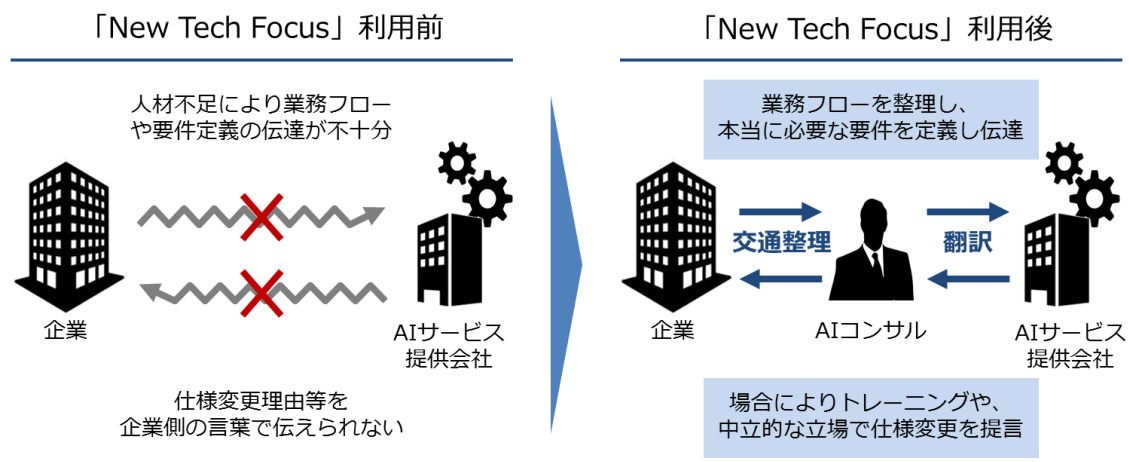 「New Tech Focus」利用前
人材不足により業務フロー
や要件定義の伝達が不十分
企業
AIサービス
提供会社
仕様変更理由等を
企業側の言葉で伝えられない
「New Tech Focus」利用後
業務フローを整理し、
本当に必要な要件を定義し伝達
交通整理
翻訳
企業
AIコンサル
AIサービス
提供会社
場合によりトレーニングや、
中立的な立場で仕様変更を提言